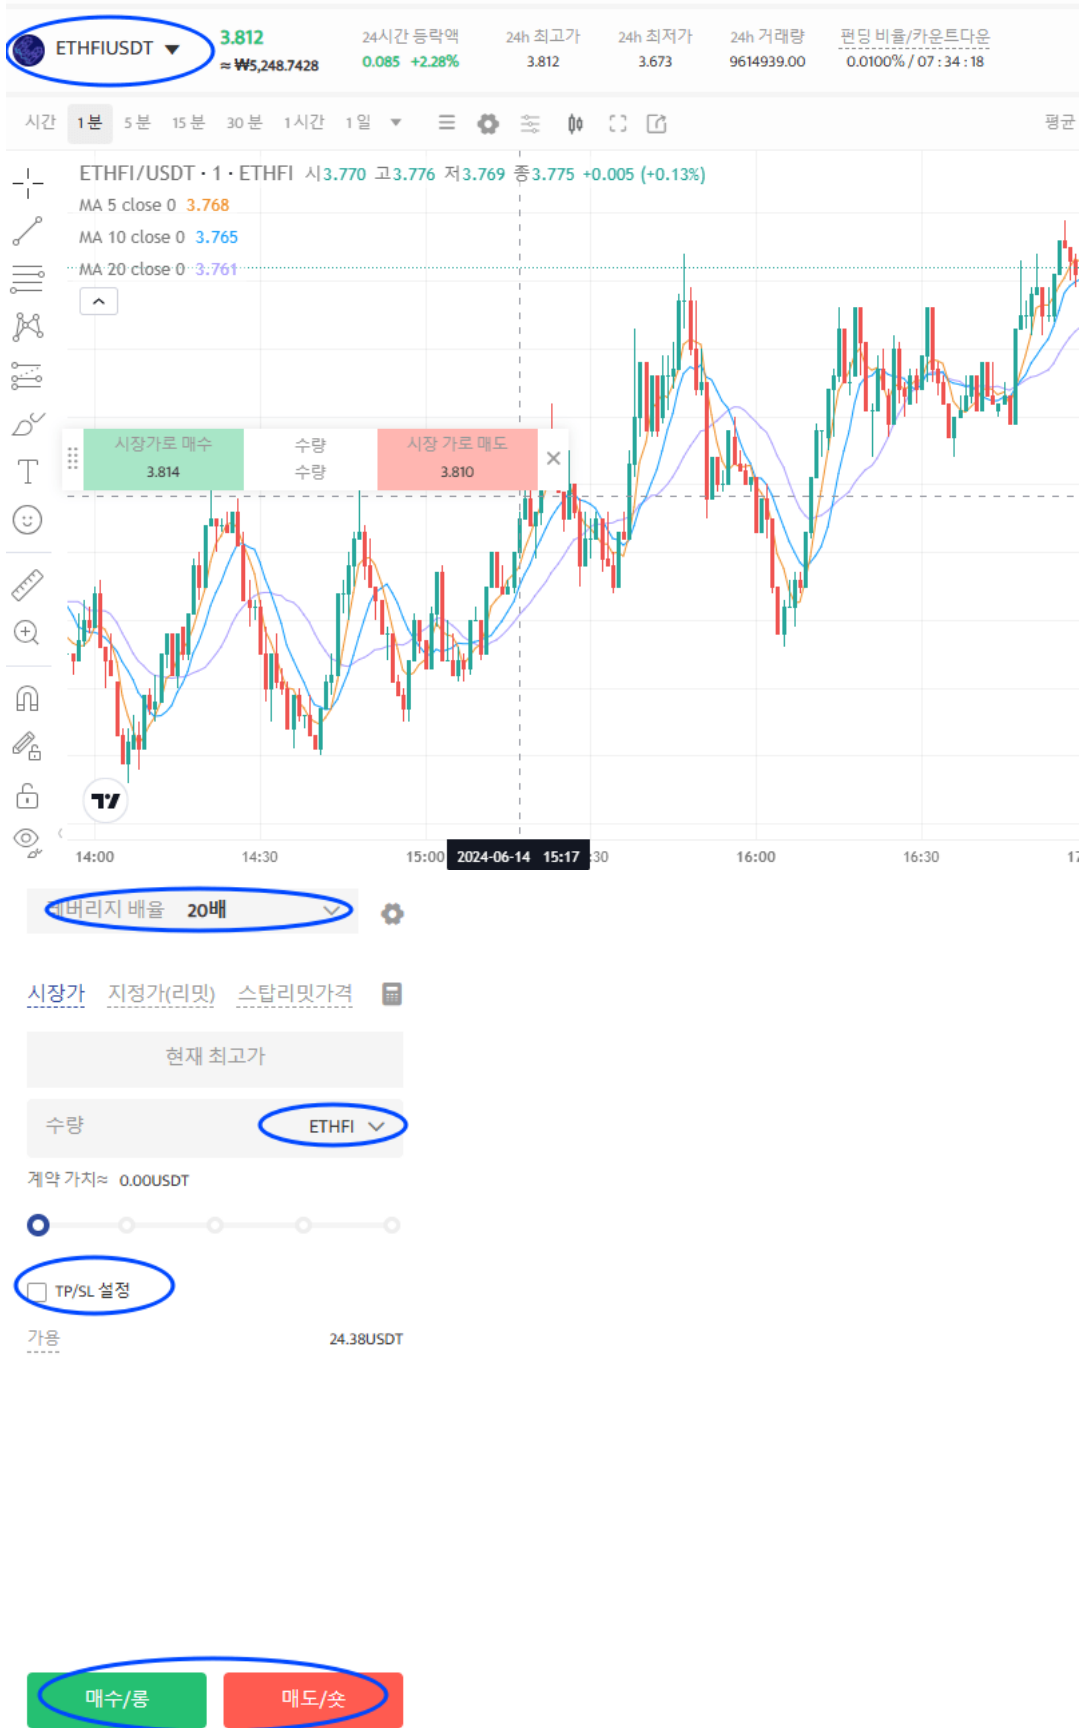 ETHFIUSDT
3.812
≈ ₩5,248.7428
24시간 등락액
0.085 +2.28%
24h 최고가
3.812
24h 최저가
3.673
24h 거래량
9614939.00
펀딩 비율/카운트다운
0.0100% / 07 : 34 : 18
시간 1분 5분 15분 30분 1시간 1일
평균
ETHFI/USDT · 1 · ETHFI 시3.770 고3.776 저3.769 종3.775 +0.005 (+0.13%)
MA 5 close 0 3.768
MA 10 close 0 3.765
MA 20 close 0 3.761
시장가로 매수
3.814
수량
수량
시장 가로 매도
3.810
14:00 14:30 15:00 2024-06-14 15:17 :30 16:00 16:30 17
레버리지 배율 20배
시장가 지정가(리밋) 스탑리밋가격
현재 최고가
수량 ETHFI
계약 가치≈ 0.00USDT
TP/SL 설정
가용 24.38USDT
매수/롱 매도/숏